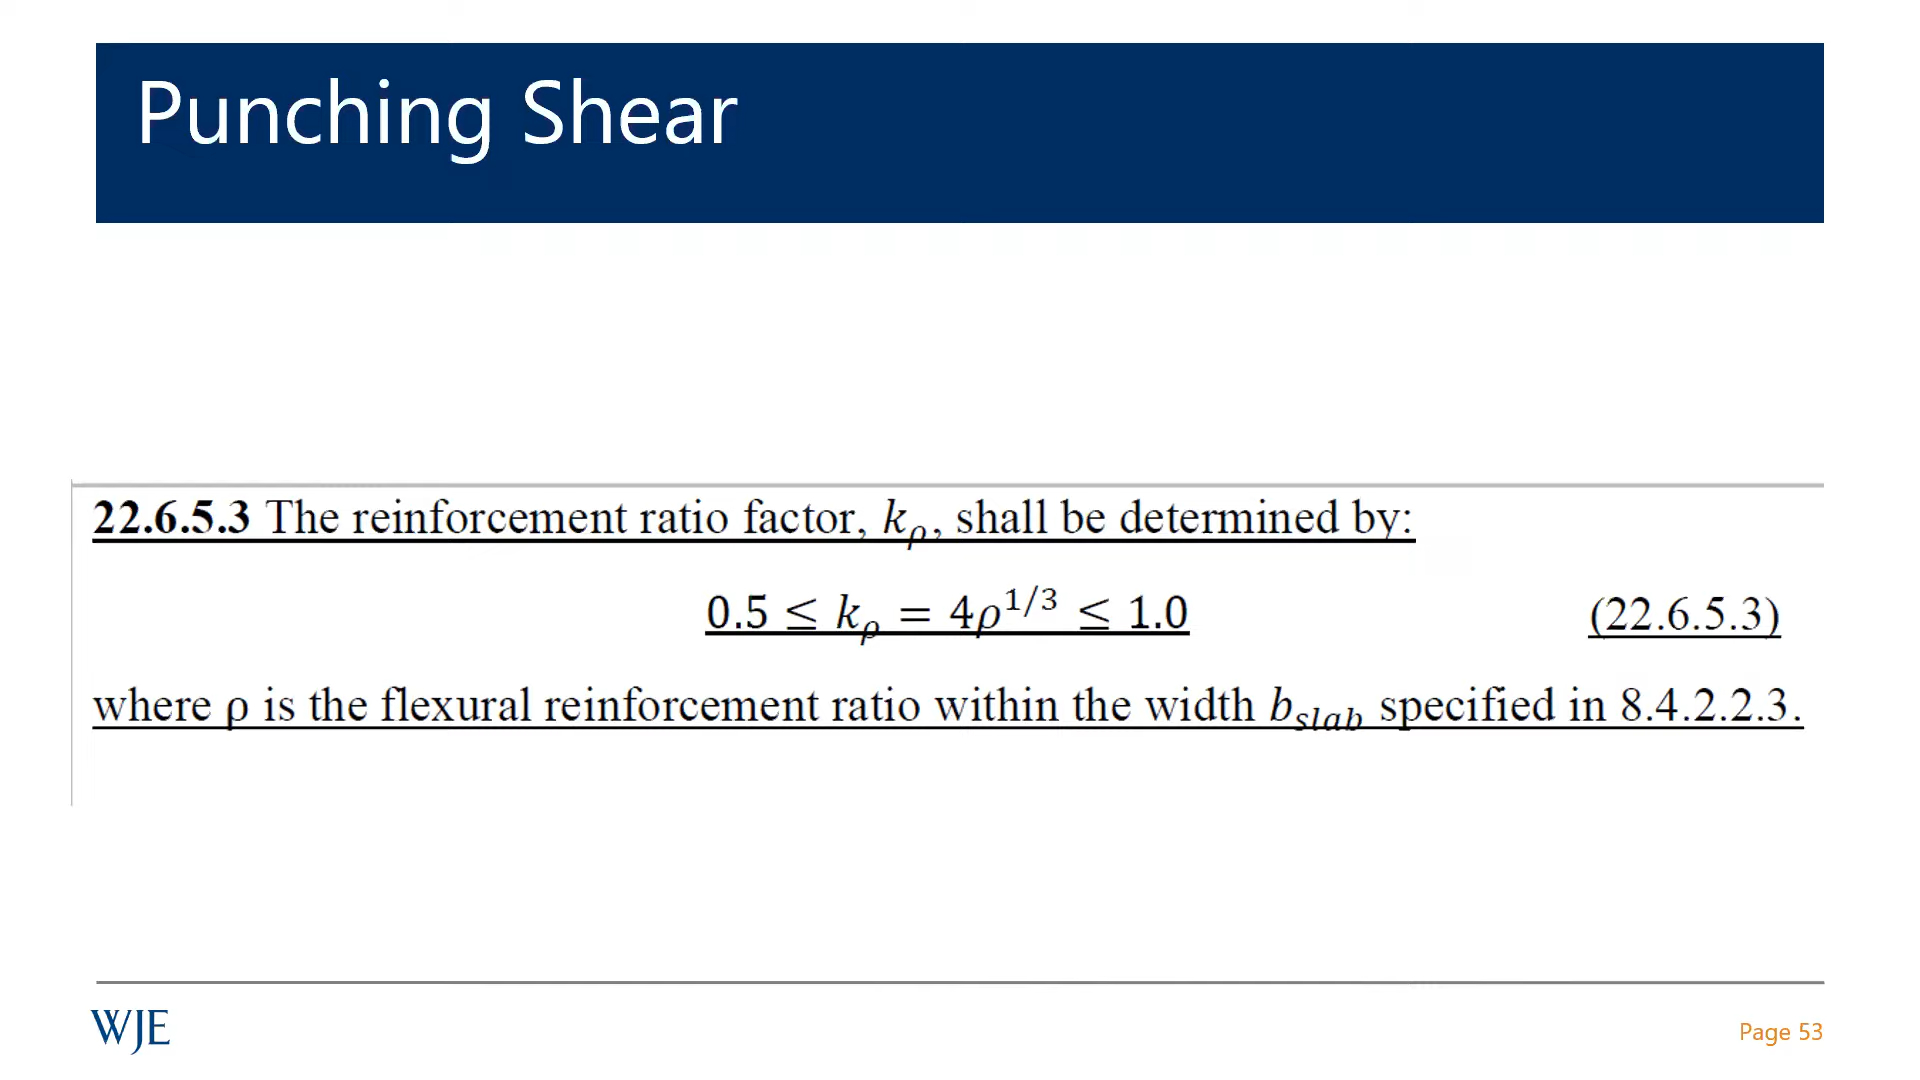 Punching Shear
22.6.5.3 The reinforcement ratio factor, kρ, shall be determined by:
0.5 ≤ kρ = 4ρ^1/3 ≤ 1.0 (22.6.5.3)
where ρ is the flexural reinforcement ratio within the width bslab specified in 8.4.2.2.3.
WJE
Page 53